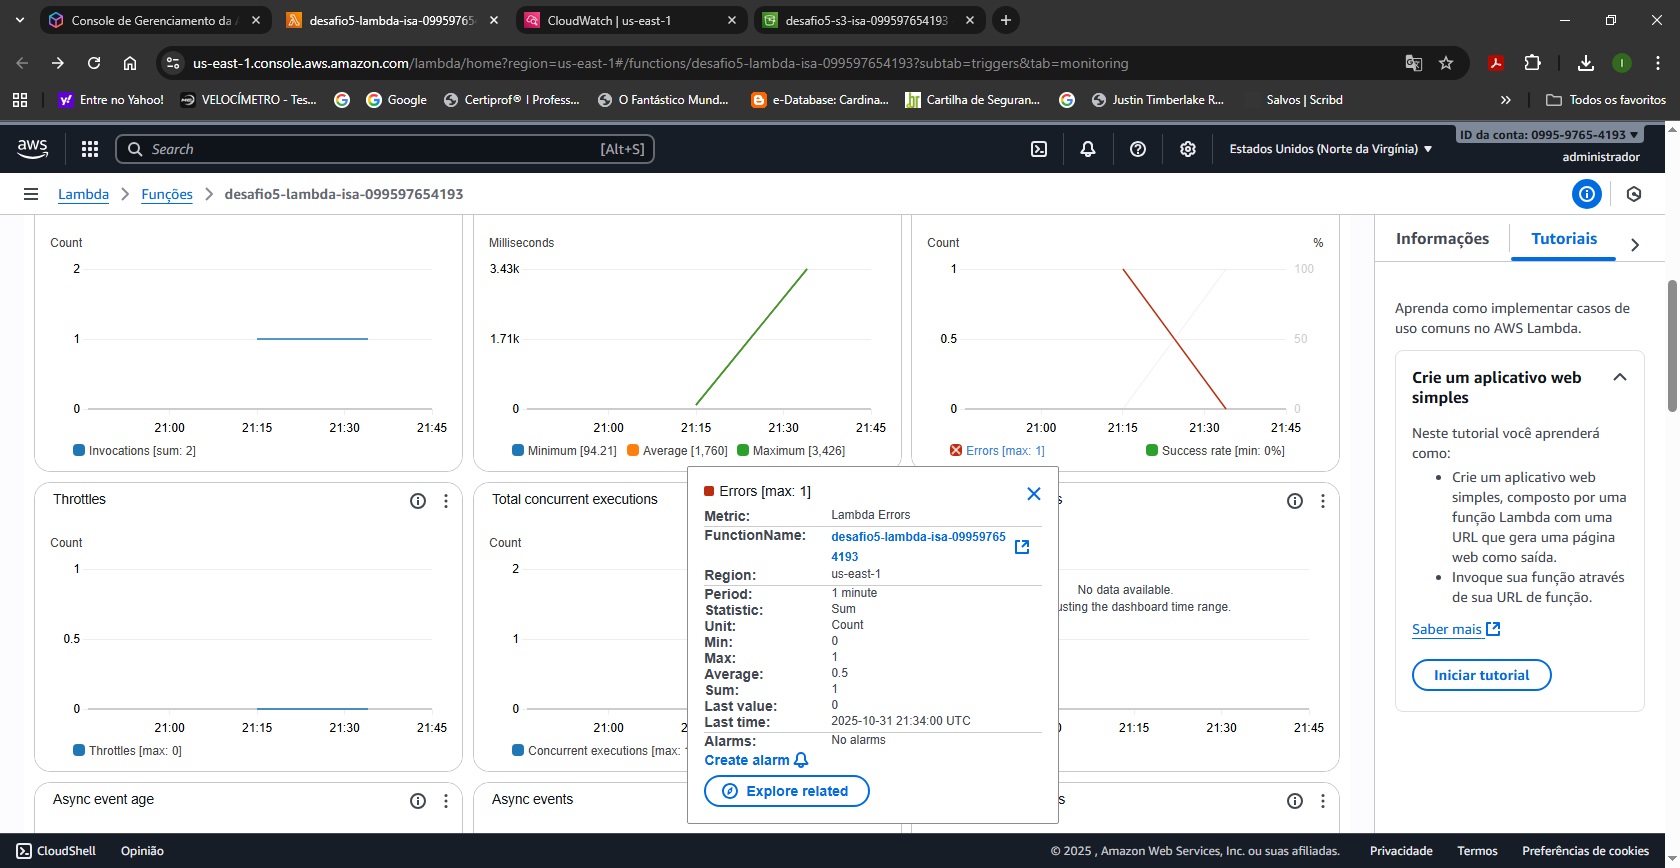 Console de Gerenciamento da A
desafio5-lambda-isa-09959765
CloudWatch | us-east-1
desafio5-s3-isa-099597654193
us-east-1.console.aws.amazon.com/lambda/home?region=us-east-1#/functions/desafio5-lambda-isa-099597654193?subtab=triggers&tab=monitoring
I
Entre no Yahoo!
VELOCÍMETRO - Tes...
Google
Certiprof® I Profess...
O Fantástico Mund...
e-Database: Cardina...
Cartilha de Seguran...
Justin Timberlake R...
Salvos | Scribd
»
Todos os favoritos
aws
Search
[Alt+S]
Estados Unidos (Norte da Virgínia)
ID da conta: 0995-9765-4193
administrador
Lambda
Funções
desafio5-lambda-isa-099597654193
Count
2
1
0
21:00 21:15 21:30 21:45
Invocations [sum: 2]
Milliseconds
3.43k
1.71k
0
21:00 21:15 21:30 21:45
Minimum [94.21] Average [1,760] Maximum [3,426]
Count %
1 100
0.5 50
0 0
21:00 21:15 21:30 21:45
Errors [max: 1] Success rate [min: 0%]
Throttles
Count
1
0.5
0
21:00 21:15 21:30 21:45
Throttles [max: 0]
Total concurrent executions
Count
2
1
0
21:00
Concurrent executions [max: 
s
No data available.
usting the dashboard time range.
21:15 21:30 21:45
Errors [max: 1]
Metric: Lambda Errors
FunctionName: desafio5-lambda-isa-09959765
4193
Region: us-east-1
Period: 1 minute
Statistic: Sum
Unit: Count
Min: 0
Max: 1
Average: 0.5
Sum: 1
Last value: 0
Last time: 2025-10-31 21:34:00 UTC
Alarms: No alarms
Create alarm
Explore related
Async event age
Async events
s
Informações
Tutoriais
Aprenda como implementar casos de
uso comuns no AWS Lambda.
Crie um aplicativo web
simples
Neste tutorial você aprenderá
como:
• Crie um aplicativo web
simples, composto por uma
função Lambda com uma
URL que gera uma página
web como saída.
• Invoque sua função através
de sua URL de função.
Saber mais
Iniciar tutorial
CloudShell
Opinião
© 2025 , Amazon Web Services, Inc. ou suas afiliadas.
Privacidade
Termos
Preferências de cookies